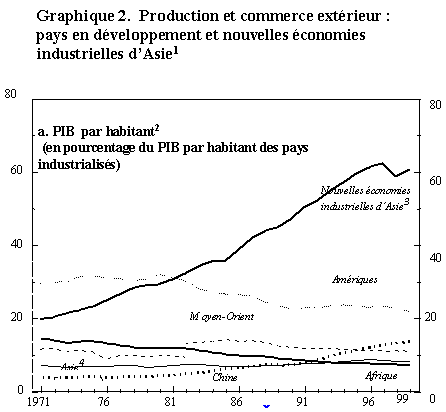 Graphique 2. Production et commerce extérieur :
pays en développement et nouvelles économies
industrielles d'Asie1
80
80
a. PIB par habitant2
(en pourcentage du PIB par habitant des pays
industrialisés)
60
60
Nouvelles économies
industrielles d'Asie3
40
40
Amériques
20
20
Moyen-Orient
Asie4
Chine
Afrique
0
0
1971
76
81
86
91
96
99